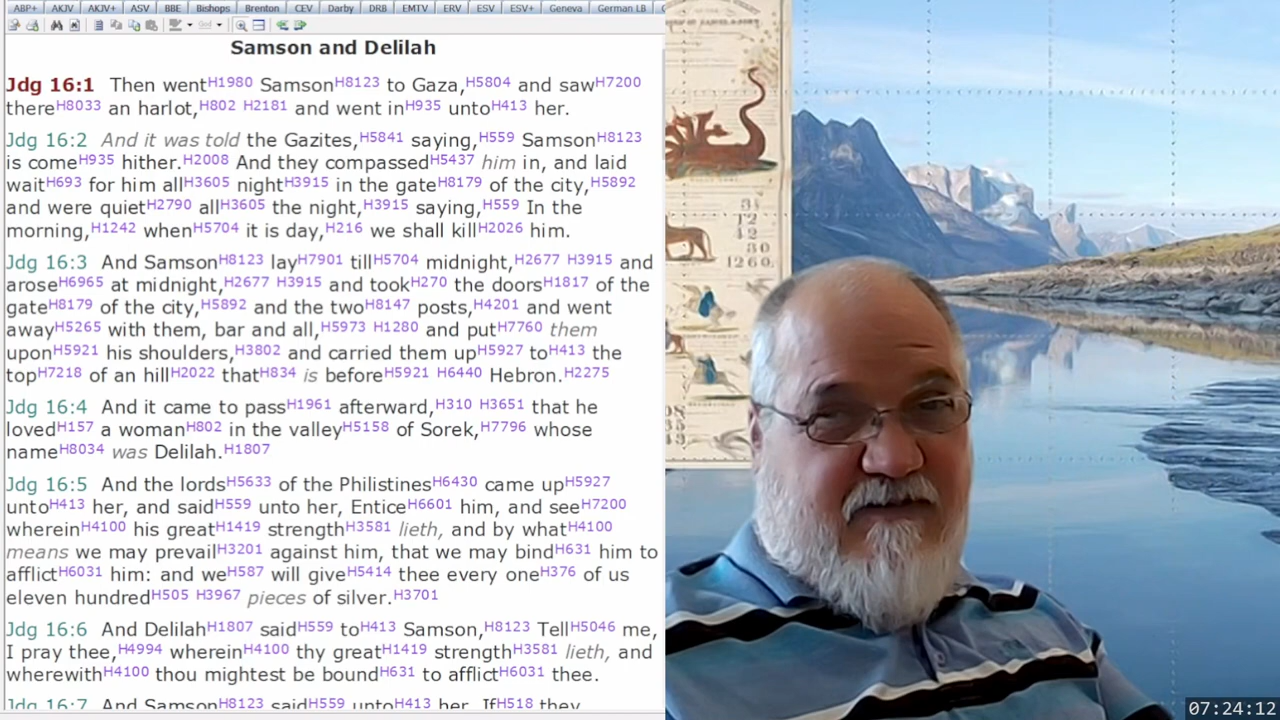 ABP+ AKJV AKJV+ ASV BBE Bishops Brenton CEV Darby DRB EMTV ERV ESV ESV+ Geneva German LB
Samson and Delilah
Jdg 16:1 Then wentH1980 SamsonH8123 to Gaza,H5804 and sawH7200
thereH8033 an harlot,H802 H2181 and went inH935 untoH413 her.
Jdg 16:2 And it was told the Gazites,H5841 saying,H559 SamsonH8123
is comeH935 hither.H2008 And they compassedH5437 him in, and laid
waitH693 for him allH3605 nightH3915 in the gateH8179 of the city,H5892
and were quietH2790 allH3605 the night,H3915 saying,H559 In the
morning,H1242 whenH5704 it is day,H216 we shall killH2026 him.
Jdg 16:3 And SamsonH8123 layH7901 tillH5704 midnight,H2677 H3915 and
aroseH6965 at midnight,H2677 H3915 and tookH270 the doorsH1817 of the
gateH8179 of the city,H5892 and the twoH8147 posts,H4201 and went
awayH5265 with them, bar and all,H5973 H1280 and putH7760 them
uponH5921 his shoulders,H3802 and carried them upH5927 toH413 the
topH7218 of an hillH2022 thatH834 is beforeH5921 H6440 Hebron.H2275
Jdg 16:4 And it came to passH1961 afterward,H310 H3651 that he
lovedH157 a womanH802 in the valleyH5158 of Sorek,H7796 whose
nameH8034 was Delilah.H1807
Jdg 16:5 And the lordsH5633 of the PhilistinesH6430 came upH5927
untoH413 her, and saidH559 unto her, EnticeH6601 him, and seeH7200
whereinH4100 his greatH1419 strengthH3581 lieth, and by whatH4100
means we may prevailH3201 against him, that we may bindH631 him to
afflictH6031 him: and weH587 will giveH5414 thee every oneH376 of us
eleven hundredH505 H3967 pieces of silver.H3701
Jdg 16:6 And DelilahH1807 saidH559 toH413 Samson,H8123 TellH5046 me,
I pray thee,H4994 whereinH4100 thy greatH1419 strengthH3581 lieth, and
wherewithH4100 thou mightest be boundH631 to afflictH6031 thee.
Jdg 16:7 And SamsonH8123 saidH559 untoH413 her, IfH518 they
1260.
07:24:12